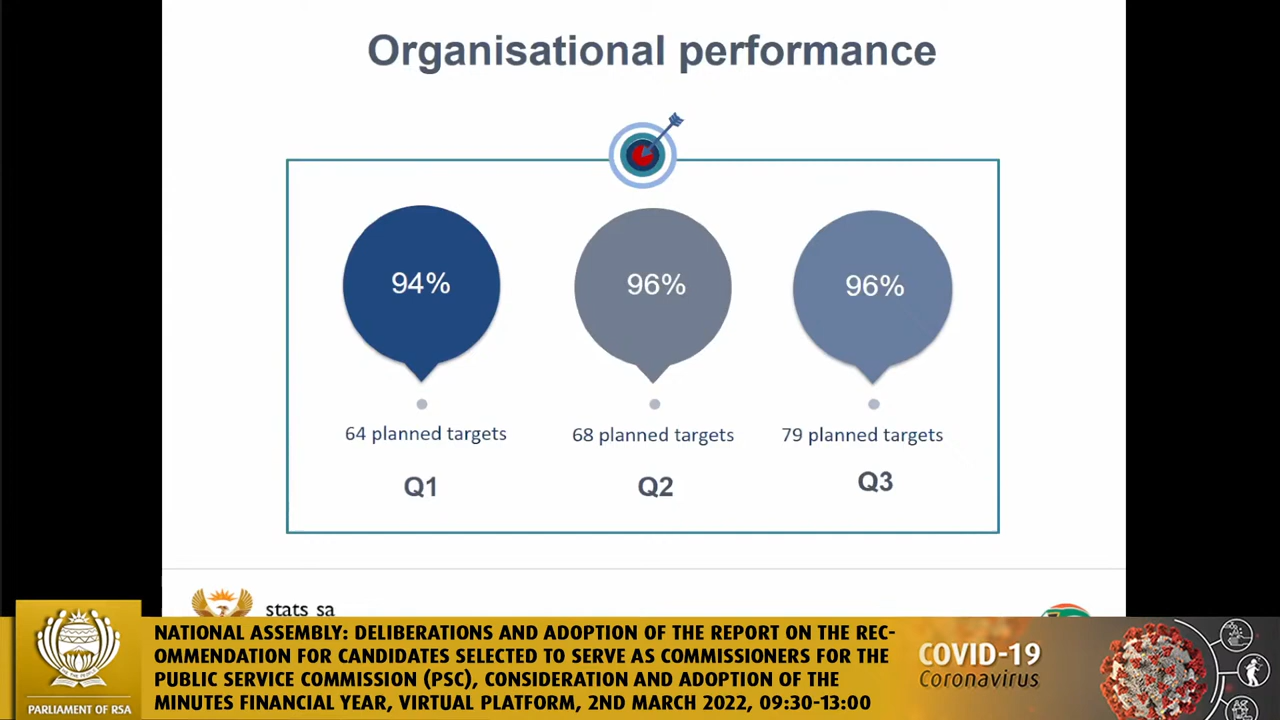 Organisational performance
94%
96%
96%
64 planned targets
68 planned targets
79 planned targets
Q1
Q2
Q3
stats sa
NATIONAL ASSEMBLY: DELIBERATIONS AND ADOPTION OF THE REPORT ON THE REC-
OMMENDATION FOR CANDIDATES SELECTED TO SERVE AS COMMISSIONERS FOR THE
PUBLIC SERVICE COMMISSION (PSC), CONSIDERATION AND ADOPTION OF THE
MINUTES FINANCIAL YEAR, VIRTUAL PLATFORM, 2ND MARCH 2022, 09:30-13:00
PARLIAMENT OF RSA
COVID-19
Coronavirus